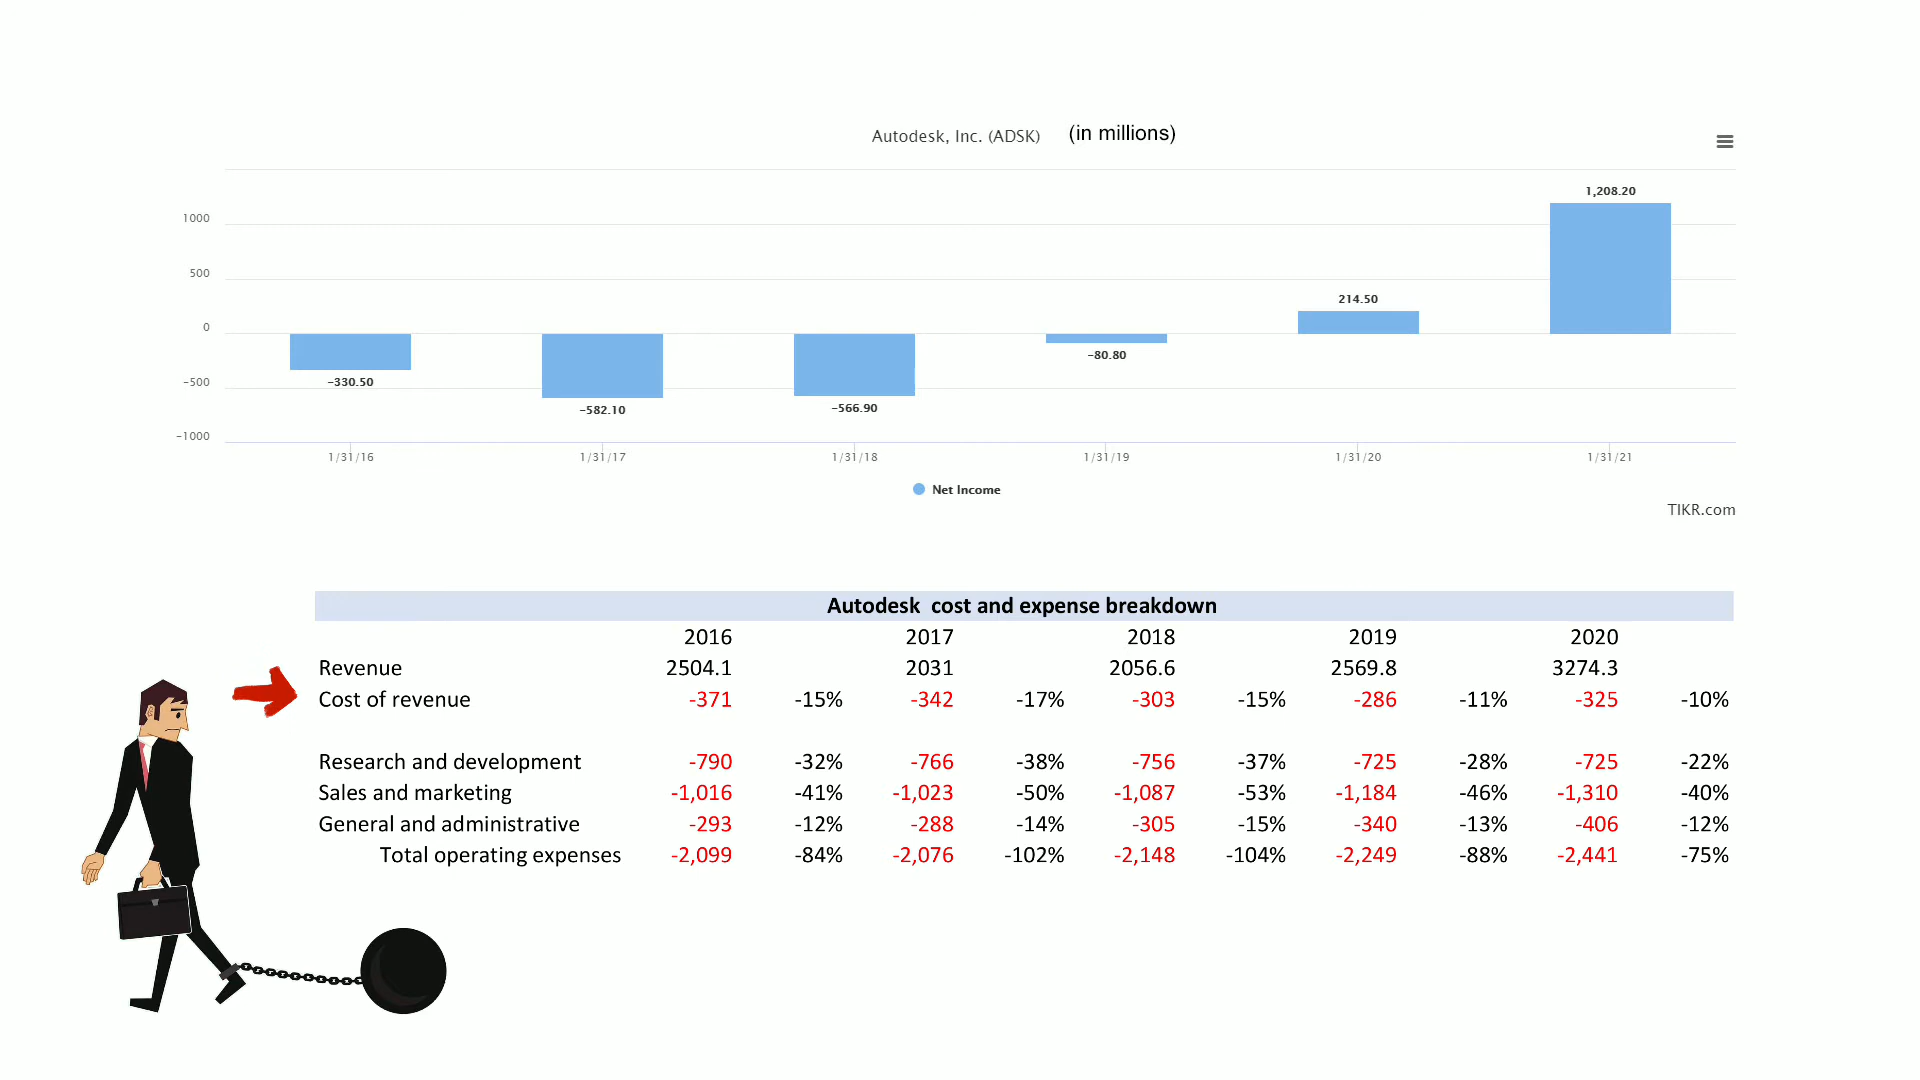 Autodesk, Inc. (ADSK) (in millions)
1,208.20
1000
500
214.50
0
-80.80
-500
-330.50
-582.10
-566.90
-1000
1/31/16 1/31/17 1/31/18 1/31/19 1/31/20 1/31/21
Net Income
TIKR.com
Autodesk cost and expense breakdown
2016 2017 2018 2019 2020
Revenue 2504.1 2031 2056.6 2569.8 3274.3
Cost of revenue -371 -15% -342 -17% -303 -15% -286 -11% -325 -10%
Research and development -790 -32% -766 -38% -756 -37% -725 -28% -725 -22%
Sales and marketing -1,016 -41% -1,023 -50% -1,087 -53% -1,184 -46% -1,310 -40%
General and administrative -293 -12% -288 -14% -305 -15% -340 -13% -406 -12%
Total operating expenses -2,099 -84% -2,076 -102% -2,148 -104% -2,249 -88% -2,441 -75%